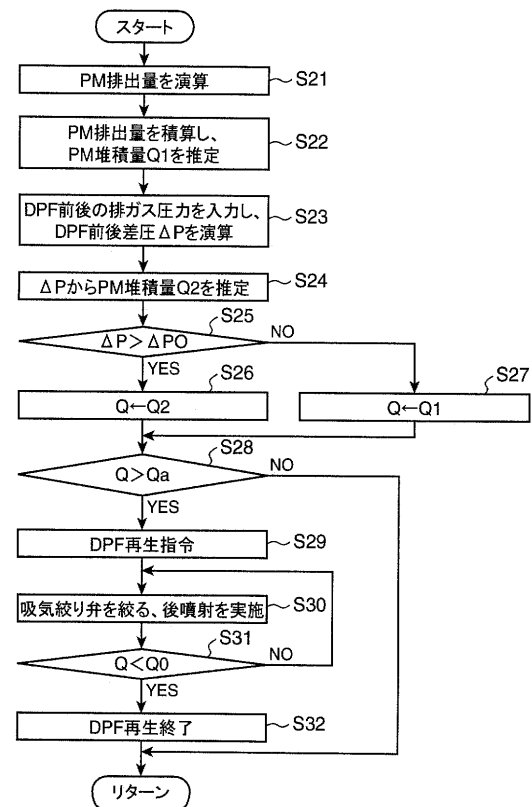 スタート
PM排出量を演算
S21
PM排出量を積算し、
PM堆積量Q1を推定
S22
DPF前後の排ガス圧力を入力し、
DPF前後差圧ΔPを演算
S23
ΔPからPM堆積量Q2を推定
S24
S25
ΔP>ΔPO
NO
YES
S26
Q←Q2
S27
Q←Q1
S28
Q>Qa
NO
YES
DPF再生指令
S29
吸気絞り弁を絞る、後噴射を実施
S30
S31
Q<Q0
NO
YES
DPF再生終了
S32
リターン